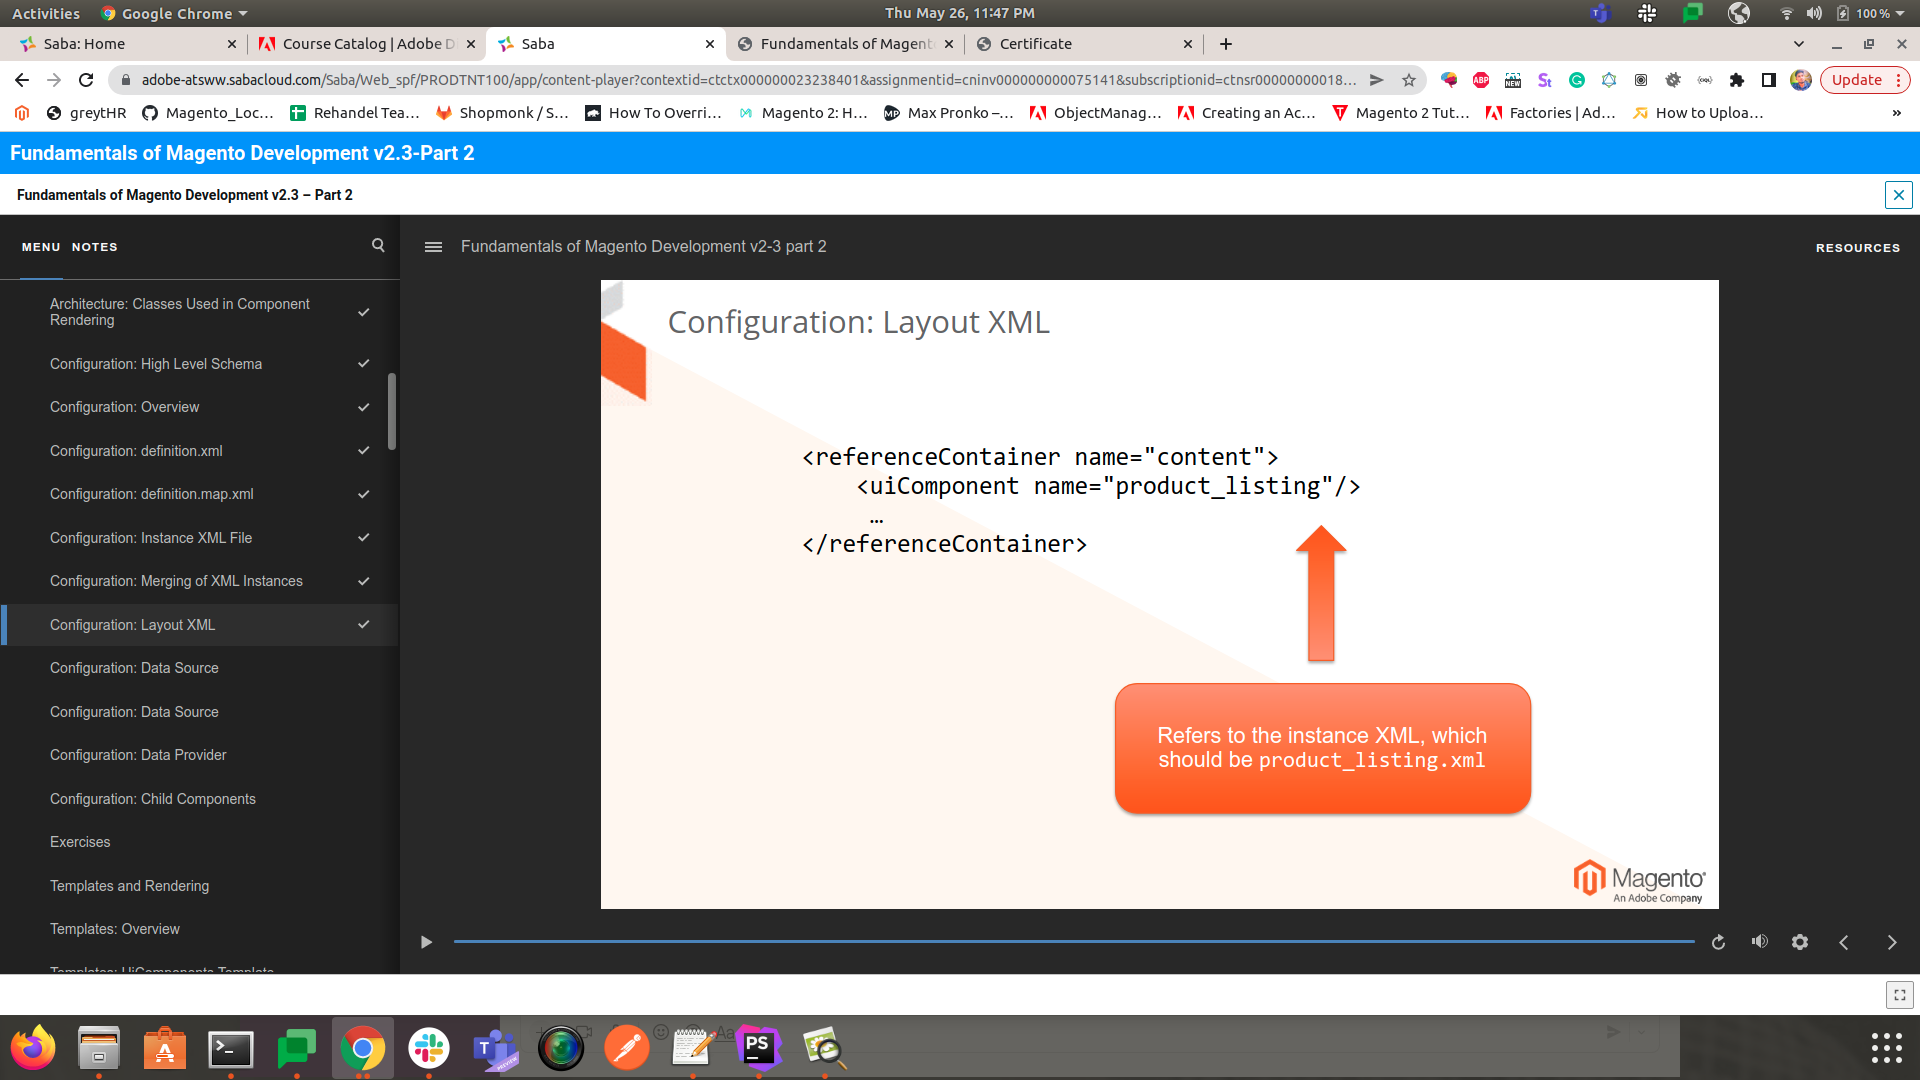 Activities Google Chrome Thu May 26, 11:47 PM 100 %
Saba: Home Course Catalog | Adobe D Saba Fundamentals of Magent Certificate
adobe-atsww.sabacloud.com/Saba/Web_spf/PRODTNT100/app/content-player?contextid=ctctx000000023238401&assignmentid=cninv000000000075141&subscriptionid=ctnsr00000000018... ABP NEW St Update
greytHR Magento_Loc... Rehandel Tea... Shopmonk / S... How To Overri... Magento 2: H... MP Max Pronko –... ObjectManag... Creating an Ac... Magento 2 Tut... Factories | Ad... How to Uploa... »
Fundamentals of Magento Development v2.3-Part 2
Fundamentals of Magento Development v2.3 – Part 2
MENU NOTES
Fundamentals of Magento Development v2-3 part 2
RESOURCES
Architecture: Classes Used in Component
Rendering
Configuration: High Level Schema
Configuration: Overview
Configuration: definition.xml
Configuration: definition.map.xml
Configuration: Instance XML File
Configuration: Merging of XML Instances
Configuration: Layout XML
Configuration: Data Source
Configuration: Data Source
Configuration: Data Provider
Configuration: Child Components
Exercises
Templates and Rendering
Templates: Overview
Templates: UiComponents Template
Configuration: Layout XML
<referenceContainer name="content">
<uiComponent name="product_listing"/>
…
</referenceContainer>
Refers to the instance XML, which
should be product_listing.xml
Magento
An Adobe Company
PS